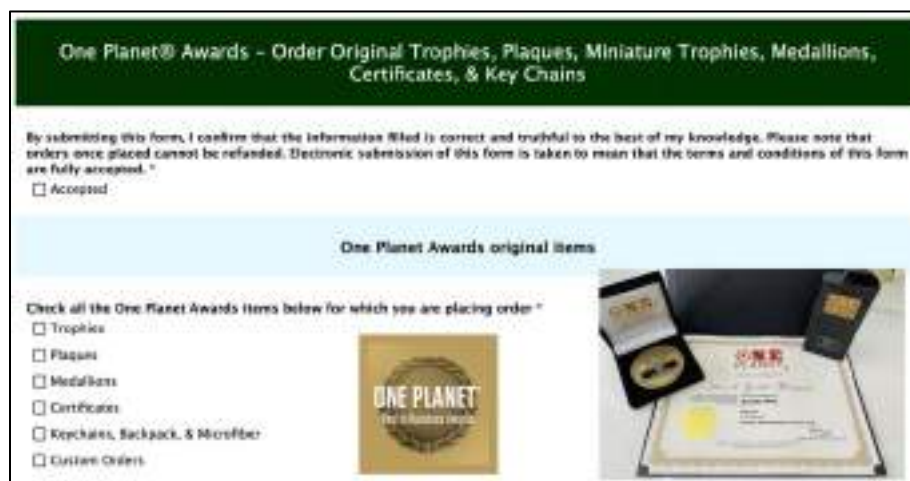 One Planet® Awards - Order Original Trophies, Plaques, Miniature Trophies, Medallions,
Certificates, & Key Chains
By submitting this form, I confirm that the information filled is correct and truthful to the best of my knowledge. Please note that
orders once placed cannot be refunded. Electronic submission of this form is taken to mean that the terms and conditions of this form
are fully accepted. *
Accepted
One Planet Awards original items
Check all the One Planet Awards items below for which you are placing order *
Trophies
Plaques
Medallions
Certificates
Keychains, Backpack, & Microfiber
Custom Orders
ONE PLANET
ONE
PLANET